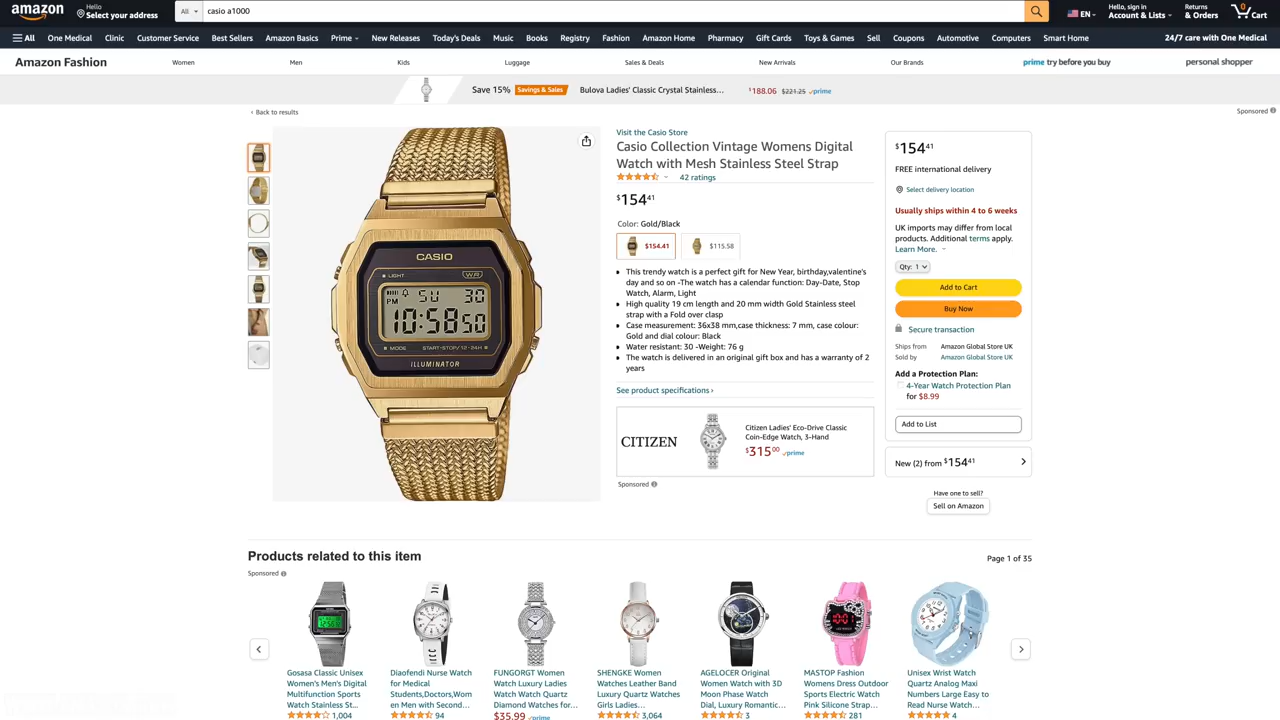 amazon
Hello
Select your address
All
casio a1000
EN
Hello, sign in
Account & Lists
Returns
& Orders
0
Cart
All
One Medical
Clinic
Customer Service
Best Sellers
Amazon Basics
Prime
New Releases
Today's Deals
Music
Books
Registry
Fashion
Amazon Home
Pharmacy
Gift Cards
Toys & Games
Sell
Coupons
Automotive
Computers
Smart Home
24/7 care with One Medical
Amazon Fashion
Women
Men
Kids
Luggage
Sales & Deals
New Arrivals
Our Brands
prime try before you buy
personal shopper
Save 15%
Savings & Sales
Bulova Ladies' Classic Crystal Stainless...
$188.06 $221.25 prime
‹ Back to results
Sponsored
Visit the Casio Store
Casio Collection Vintage Womens Digital
Watch with Mesh Stainless Steel Strap
42 ratings
$154 41
Color: Gold/Black
$154.41
$115.58
This trendy watch is a perfect gift for New Year, birthday,valentine's
day and so on -The watch has a calendar function: Day-Date, Stop
Watch, Alarm, Light
High quality 19 cm length and 20 mm width Gold Stainless steel
strap with a Fold over clasp
Case measurement: 36x38 mm,case thickness: 7 mm, case colour:
Gold and dial colour: Black
Water resistant: 30 -Weight: 76 g
The watch is delivered in an original gift box and has a warranty of 2
years
See product specifications ›
CITIZEN
Citizen Ladies' Eco-Drive Classic
Coin-Edge Watch, 3-Hand
$315 00 prime
Sponsored
CASIO
LIGHT
WR
PM
SU
30
10:58 50
MODE
START·STOP/12-24H
ILLUMINATOR
$154 41
FREE international delivery
Select delivery location
Usually ships within 4 to 6 weeks
UK imports may differ from local
products. Additional terms apply.
Learn More.
Qty: 1
Add to Cart
Buy Now
Secure transaction
Ships from
Amazon Global Store UK
Sold by
Amazon Global Store UK
Add a Protection Plan:
4-Year Watch Protection Plan
for $8.99
Add to List
New (2) from $154 41
Have one to sell?
Sell on Amazon
Products related to this item
Page 1 of 35
Sponsored
Gosasa Classic Unisex
Women's Men's Digital
Multifunction Sports
Watch Stainless St...
1,004
Diaofendi Nurse Watch
for Medical
Students,Doctors,Wom
en Men with Second...
94
FUNGORGT Women
Watch Luxury Ladies
Watch Watch Quartz
Diamond Watches for...
$35.99 prime
SHENGKE Women
Watches Leather Band
Luxury Quartz Watches
Girls Ladies...
3,064
AGELOCER Original
Women Watch with 3D
Moon Phase Watch
Dial, Luxury Romantic...
3
MASTOP Fashion
Womens Dress Outdoor
Sports Electric Watch
Pink Silicone Strap...
281
Unisex Wrist Watch
Quartz Analog Maxi
Numbers Large Easy to
Read Nurse Watch...
4